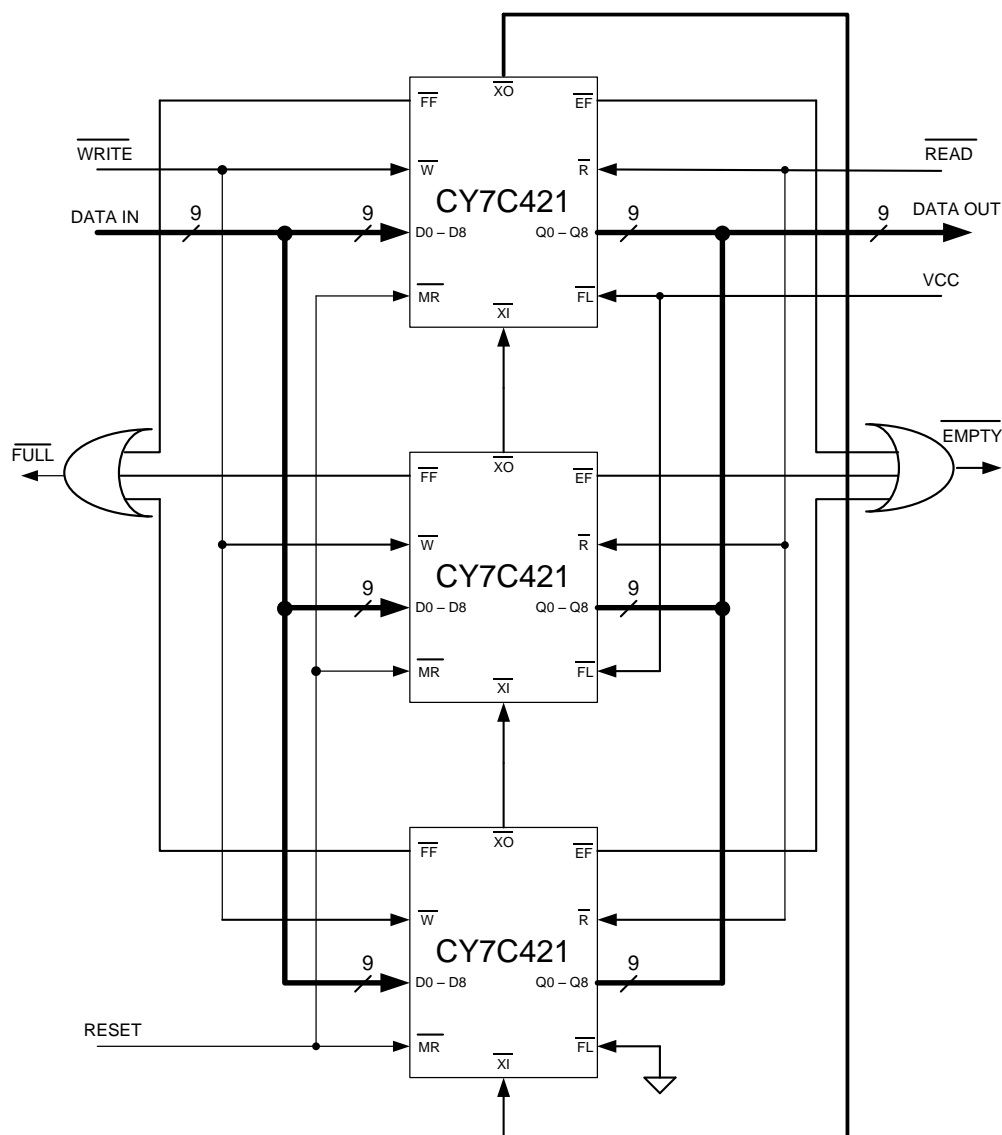 XO
FF
EF
WRITE
READ
W
R
CY7C421
DATA IN
9
9
D0 – D8
Q0 – Q8
9
9
DATA OUT
VCC
MR
FL
XI
FULL
EMPTY
XO
FF
EF
W
R
CY7C421
9
D0 – D8
Q0 – Q8
9
MR
FL
XI
XO
FF
EF
W
R
CY7C421
9
D0 – D8
Q0 – Q8
9
RESET
MR
FL
XI